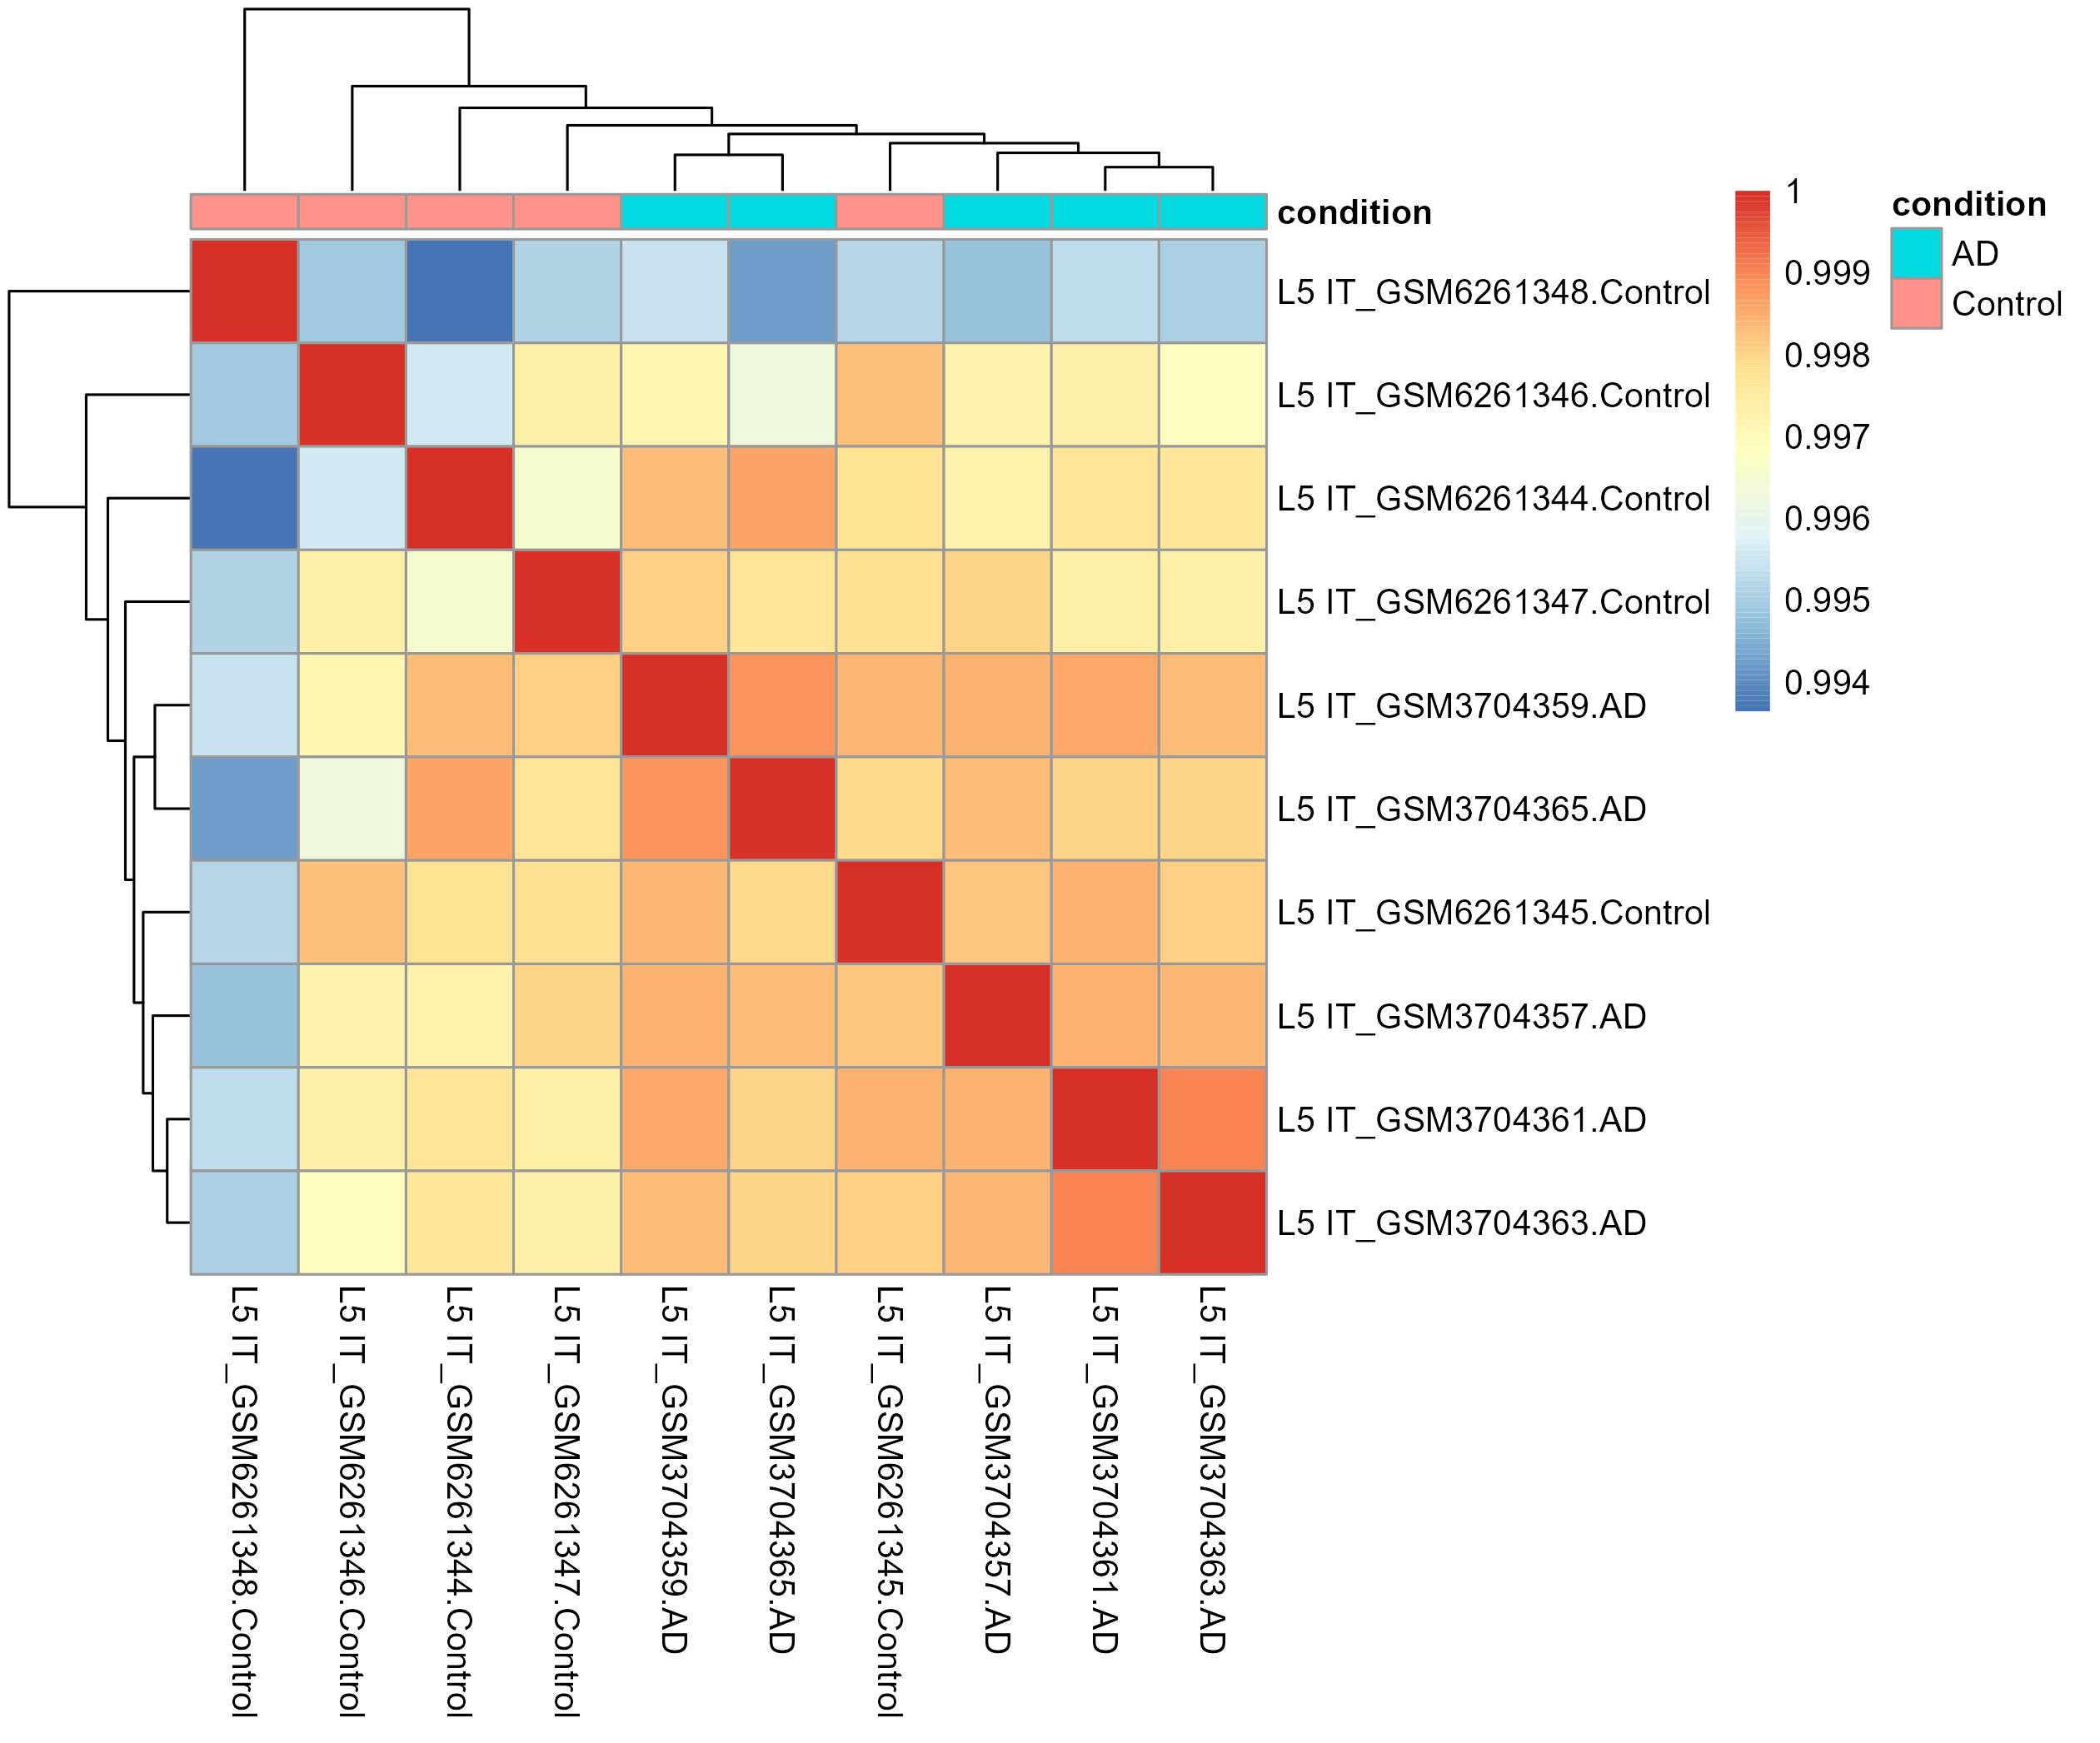 condition
L5 IT_GSM6261348.Control
L5 IT_GSM6261346.Control
L5 IT_GSM6261344.Control
L5 IT_GSM6261347.Control
L5 IT_GSM3704359.AD
L5 IT_GSM3704365.AD
L5 IT_GSM6261345.Control
L5 IT_GSM3704357.AD
L5 IT_GSM3704361.AD
L5 IT_GSM3704363.AD
1
0.999
0.998
0.997
0.996
0.995
0.994
condition
AD
Control
L5 IT_GSM6261348.Control
L5 IT_GSM6261346.Control
L5 IT_GSM6261344.Control
L5 IT_GSM6261347.Control
L5 IT_GSM3704359.AD
L5 IT_GSM3704365.AD
L5 IT_GSM6261345.Control
L5 IT_GSM3704357.AD
L5 IT_GSM3704361.AD
L5 IT_GSM3704363.AD